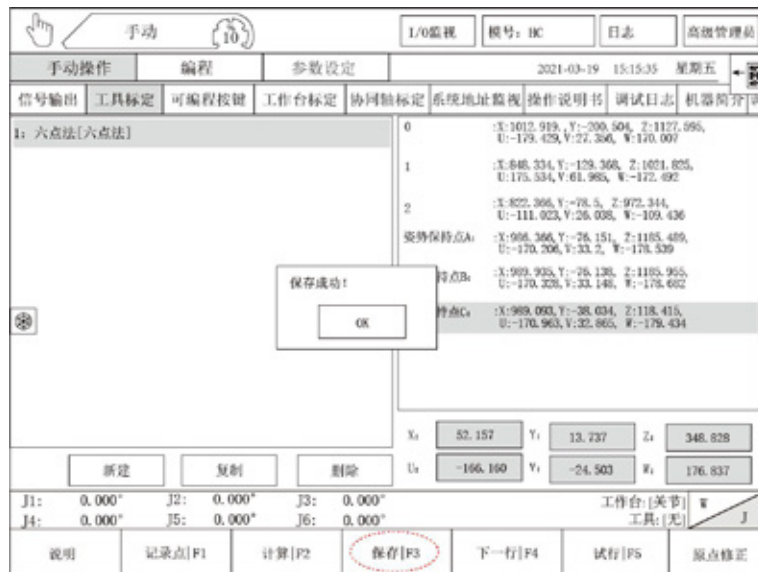 手动
10
I/O监视
模号: HC
日志
高级管理员
手动操作
编程
参数设定
2021-03-19 15:15:35 星期五
信号输出
工具标定
可编程按键
工作台标定
协同轴标定
系统地址监视
操作说明书
调试日志
机器简介
1: 六点法[六点法]
0 :X:1012.919,,Y:-200.504, Z:1127.595,
U:-179.429,V:27.356, W:170.007
1 :X:848.334,Y:-129.368, Z:1021.825,
U:175.534,V:61.985, W:-172.492
2 :X:822.366,Y:-78.5, Z:972.344,
U:-111.023,V:26.038, W:-109.436
姿势保持点A: :X:986.366,Y:-76.151, Z:1185.489,
U:-170.206,V:33.2, W:-178.539
持点B: :X:989.935,Y:-76.138, Z:1185.955,
U:-170.328,V:33.148, W:-178.682
持点C: :X:989.093,Y:-38.034, Z:118.415,
U:-170.963,V:32.865, W:-179.434
保存成功!
OK
X: 52.157 Y: 13.737 Z: 348.828
U: -166.160 V: -24.503 W: 176.837
新建
复制
删除
J1: 0.000° J2: 0.000° J3: 0.000°
J4: 0.000° J5: 0.000° J6: 0.000°
工作台:[关节]
工具:[无]
W
J
说明
记录点|F1
计算|F2
保存|F3
下一行|F4
试行|F5
原点修正